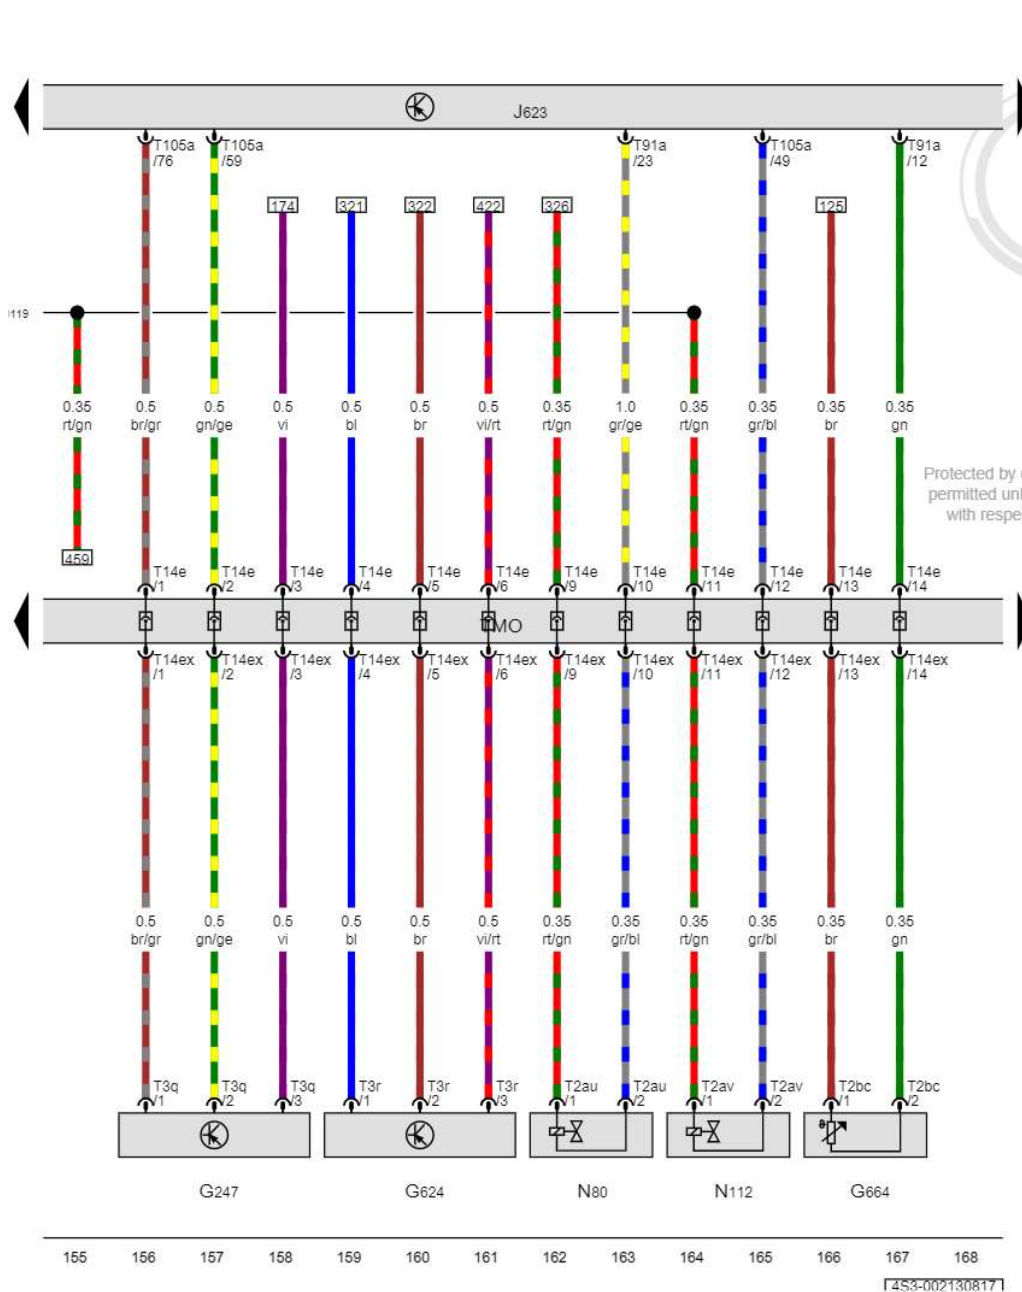 J623
T105a T105a T91a T105a T91a
/76 /59 /23 /49 /12
174 321 322 422 326 125
0.35 0.5 0.5 0.5 0.5 0.5 0.5 0.35 1.0 0.35 0.35 0.35 0.35
rt/gn br/gr gn/ge vi bl br vi/rt rt/gn gr/ge rt/gn gr/bl br gn
Protected by
permitted
with
459
T14e T14e T14e T14e T14e T14e T14e T14e T14e T14e T14e T14e
/1 /2 /3 /4 /5 /6 /9 /10 /11 /12 /13 /14
TMO
T14ex T14ex T14ex T14ex T14ex T14ex T14ex T14ex T14ex T14ex T14ex T14ex
/1 /2 /3 /4 /5 /6 /9 /10 /11 /12 /13 /14
0.5 0.5 0.5 0.5 0.5 0.5 0.35 0.35 0.35 0.35 0.35 0.35
br/gr gn/ge vi bl br vi/rt rt/gn gr/bl rt/gn gr/bl br gn
T3q T3q T3q T3r T3r T3r T2au T2au T2av T2av T2bc T2bc
/1 /2 /3 /1 /2 /3 /1 /2 /1 /2 /1 /2
G247 G624 N80 N112 G664
155 156 157 158 159 160 161 162 163 164 165 166 167 168
4S3-002130817